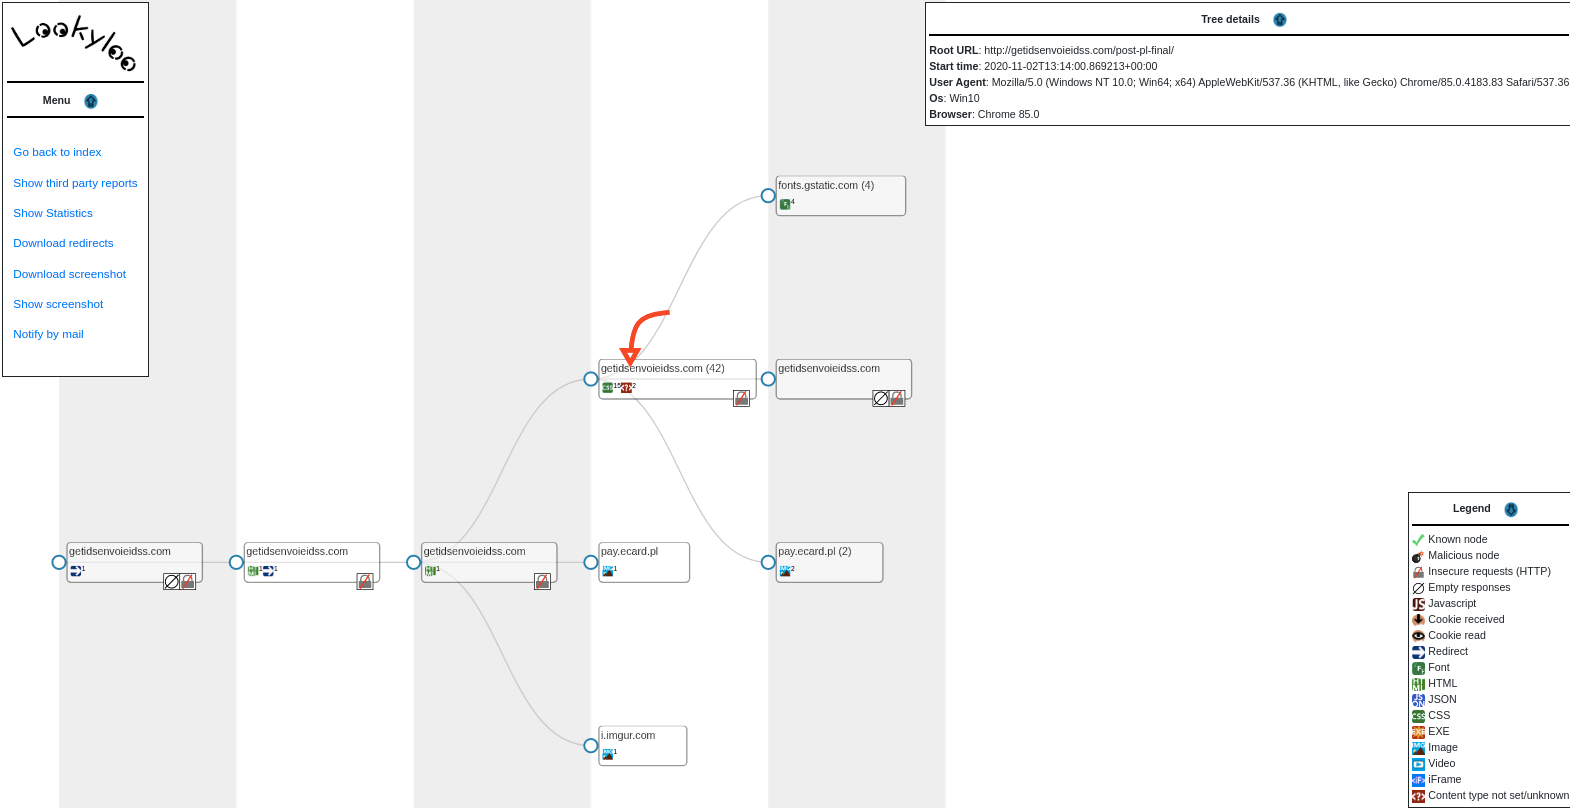 Lookyloo
Menu
Go back to index
Show third party reports
Show Statistics
Download redirects
Download screenshot
Show screenshot
Notify by mail
Tree details
Root URL: http://getidsenvoieidss.com/post-pl-final/
Start time: 2020-11-02T13:14:00.869213+00:00
User Agent: Mozilla/5.0 (Windows NT 10.0; Win64; x64) AppleWebKit/537.36 (KHTML, like Gecko) Chrome/85.0.4183.83 Safari/537.36
Os: Win10
Browser: Chrome 85.0
fonts.gstatic.com (4)
4
getidsenvoieidss.com (42)
CSS 15 <?> 2
getidsenvoieidss.com
getidsenvoieidss.com
1
getidsenvoieidss.com
1 1
getidsenvoieidss.com
1
pay.ecard.pl
1
pay.ecard.pl (2)
2
i.imgur.com
1
Legend
Known node
Malicious node
Insecure requests (HTTP)
Empty responses
JS Javascript
Cookie received
Cookie read
Redirect
Font
HTML
JSON JSON
CSS CSS
EXE EXE
Image
Video
<iF> iFrame
<?> Content type not set/unknown